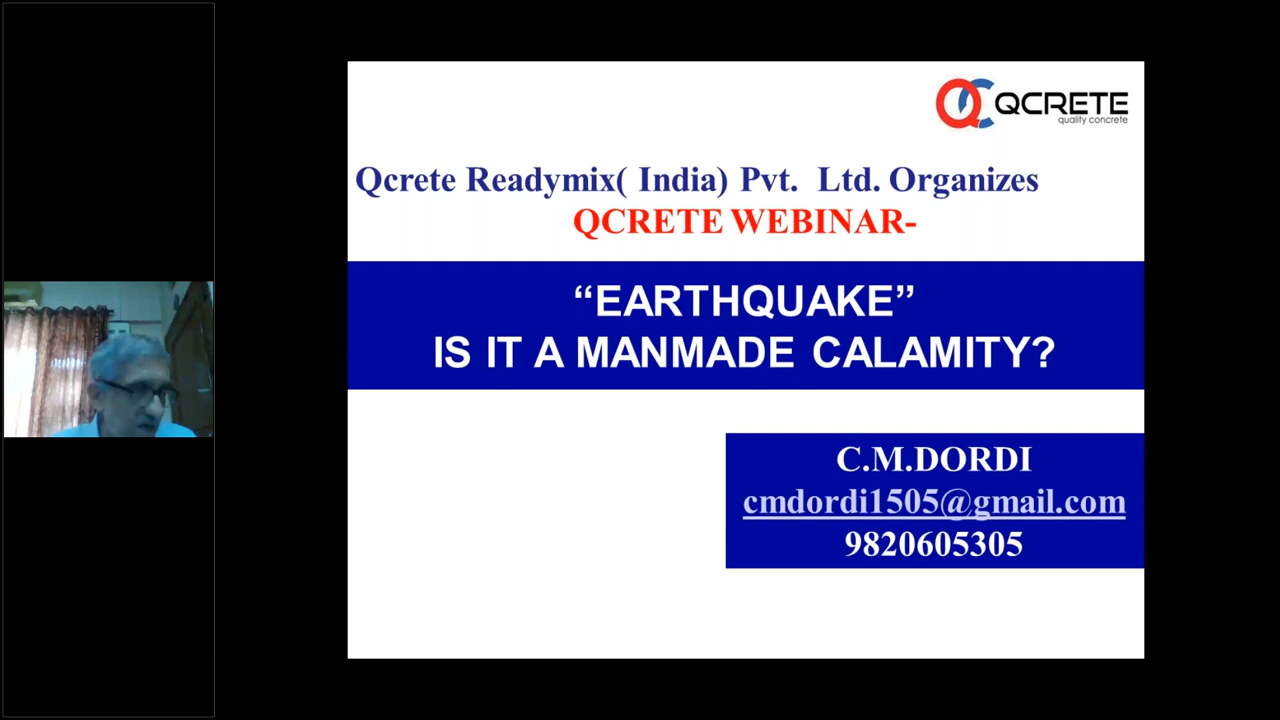 QCRETE
quality concrete
Qcrete Readymix( India) Pvt. Ltd. Organizes
QCRETE WEBINAR-
“EARTHQUAKE”
IS IT A MANMADE CALAMITY?
C.M.DORDI
cmdordi1505@gmail.com
9820605305